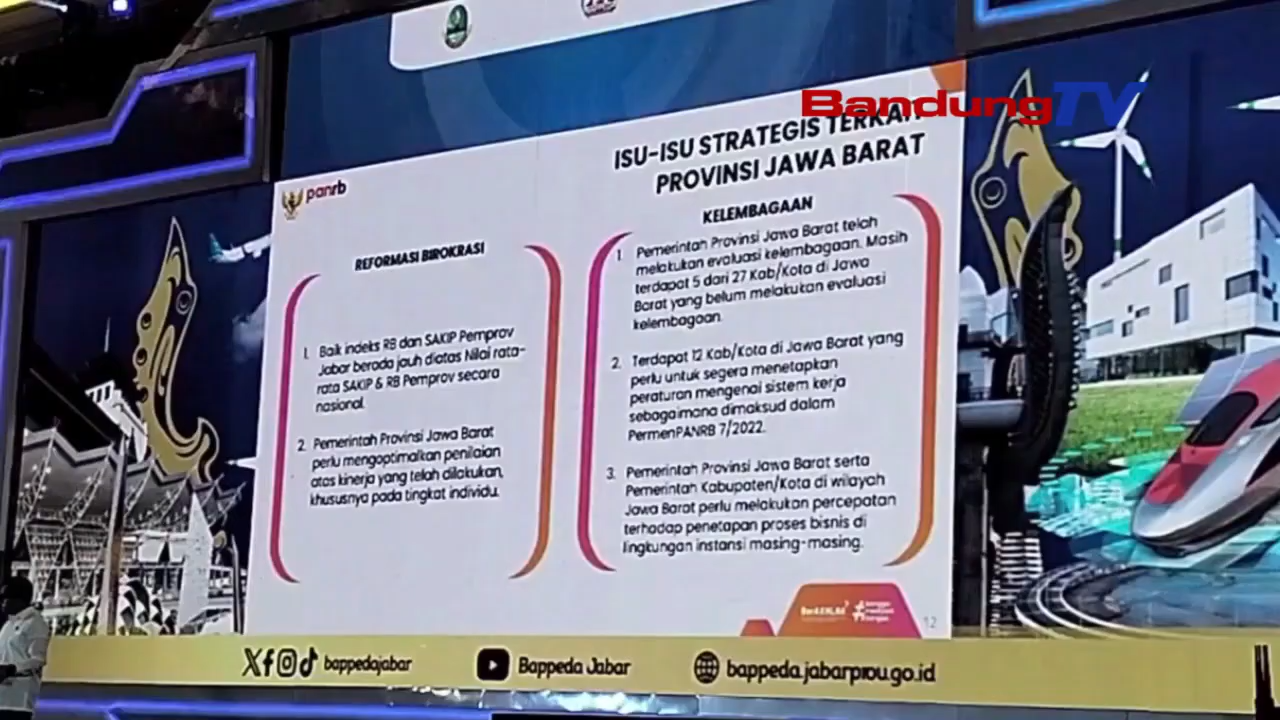 BandungTV
panrb
ISU-ISU STRATEGIS TERKAIT
PROVINSI JAWA BARAT
REFORMASI BIROKRASI
1. Baik indeks RB dan SAKIP Pemprov
Jabar berada jauh diatas Nilai rata-
rata SAKIP & RB Pemprov secara
nasional.
2. Pemerintah Provinsi Jawa Barat
perlu mengoptimalkan penilaian
atas kinerja yang telah dilakukan,
khususnya pada tingkat individu.
KELEMBAGAAN
1. Pemerintah Provinsi Jawa Barat telah
melakukan evaluasi kelembagaan. Masih
terdapat 5 dari 27 Kab/Kota di Jawa
Barat yang belum melakukan evaluasi
kelembagaan.
2. Terdapat 12 Kab/Kota di Jawa Barat yang
perlu untuk segera menetapkan
peraturan mengenai sistem kerja
sebagaimana dimaksud dalam
PermenPANRB 7/2022.
3. Pemerintah Provinsi Jawa Barat serta
Pemerintah Kabupaten/Kota di wilayah
Jawa Barat perlu melakukan percepatan
terhadap penetapan proses bisnis di
lingkungan instansi masing-masing.
12
bappedajabar
Bappeda Jabar
bappeda.jabarprov.go.id